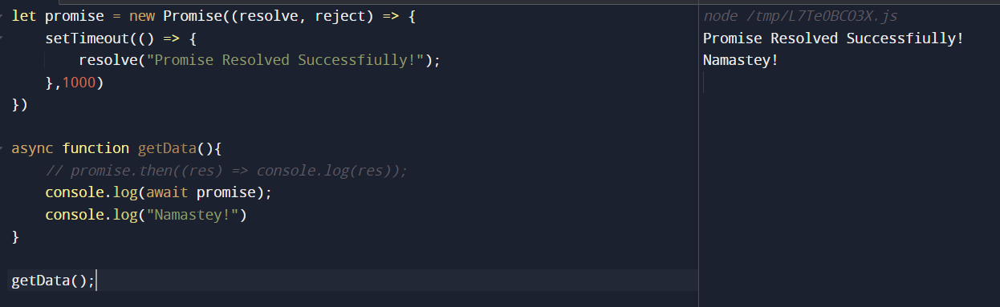 let promise = new Promise((resolve, reject) => {
    setTimeout(() => {
        resolve("Promise Resolved Successfiully!");
    },1000)
})
async function getData(){
    // promise.then((res) => console.log(res));
    console.log(await promise);
    console.log("Namastey!")
}
getData();
node /tmp/L7Te0BCO3X.js
Promise Resolved Successfiully!
Namastey!